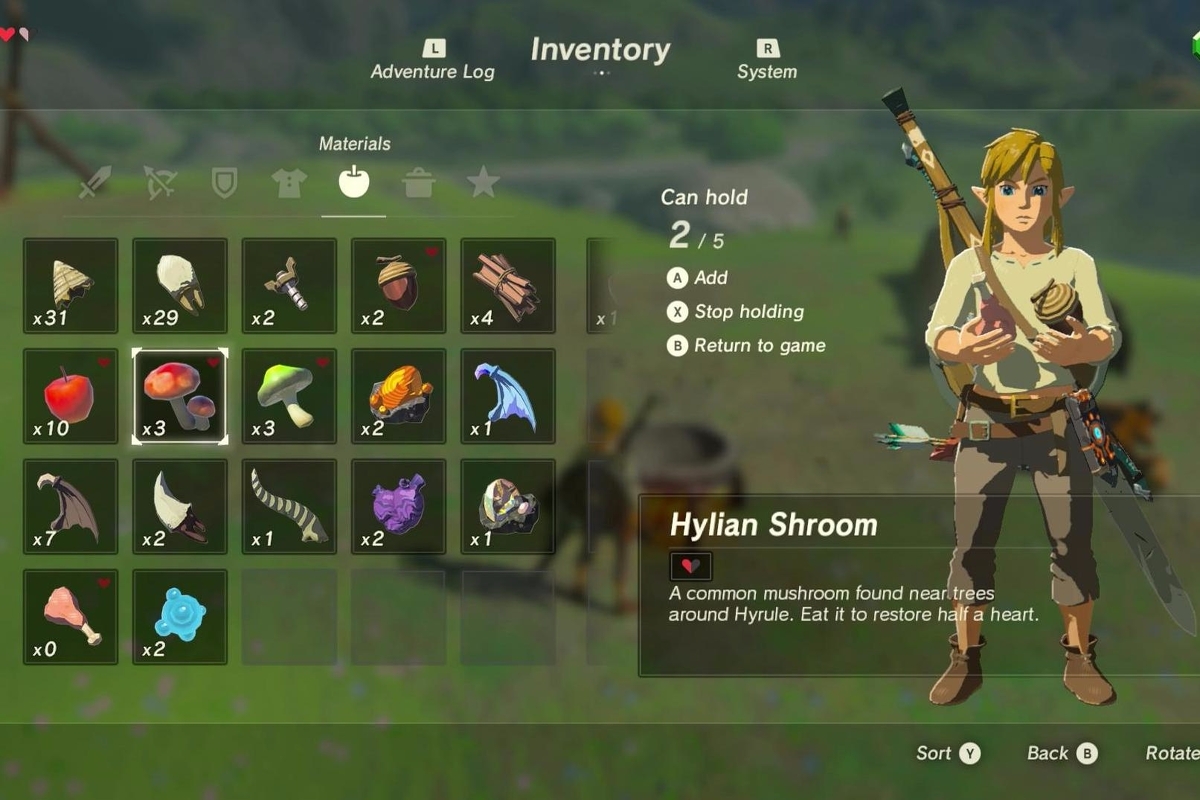 L
Adventure Log
Inventory
R
System
Materials
x31
x29
x2
x2
x4
x1
x10
x3
x3
x2
x1
x7
x2
x1
x2
x1
x0
x2
Can hold
2 / 5
A Add
X Stop holding
B Return to game
Hylian Shroom
A common mushroom found near trees
around Hyrule. Eat it to restore half a heart.
Sort Y
Back B
Rotate